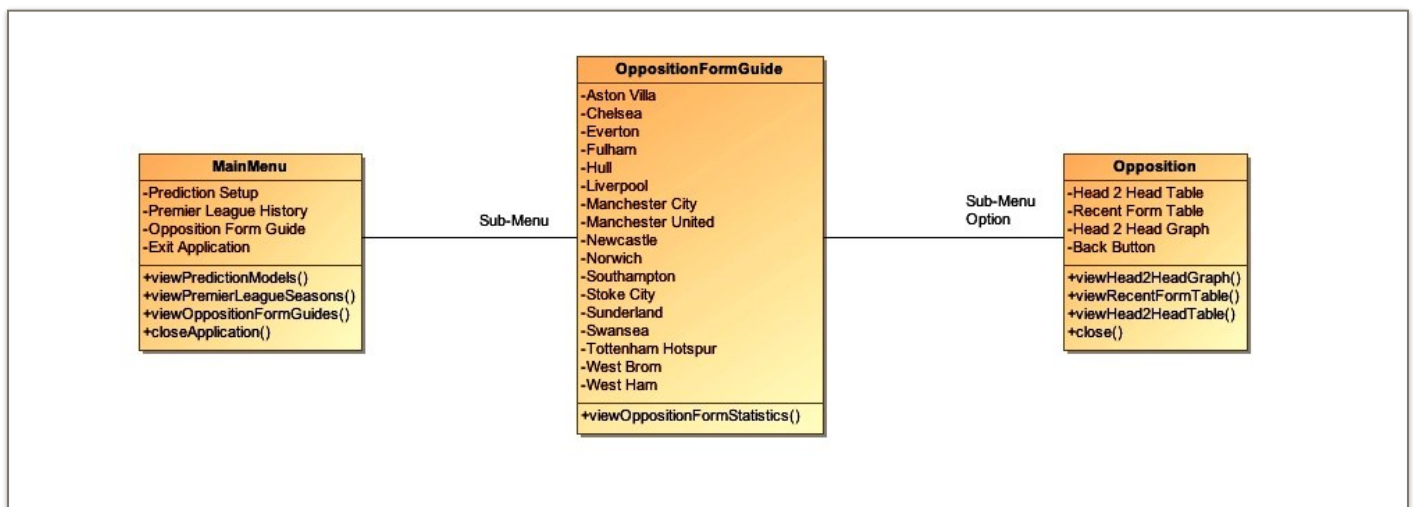 MainMenu
-Prediction Setup
-Premier League History
-Opposition Form Guide
-Exit Application
+viewPredictionModels()
+viewPremierLeagueSeasons()
+viewOppositionFormGuides()
+closeApplication()
Sub-Menu
OppositionFormGuide
-Aston Villa
-Chelsea
-Everton
-Fulham
-Hull
-Liverpool
-Manchester City
-Manchester United
-Newcastle
-Norwich
-Southampton
-Stoke City
-Sunderland
-Swansea
-Tottenham Hotspur
-West Brom
-West Ham
+viewOppositionFormStatistics()
Sub-Menu
Option
Opposition
-Head 2 Head Table
-Recent Form Table
-Head 2 Head Graph
-Back Button
+viewHead2HeadGraph()
+viewRecentFormTable()
+viewHead2HeadTable()
+close()